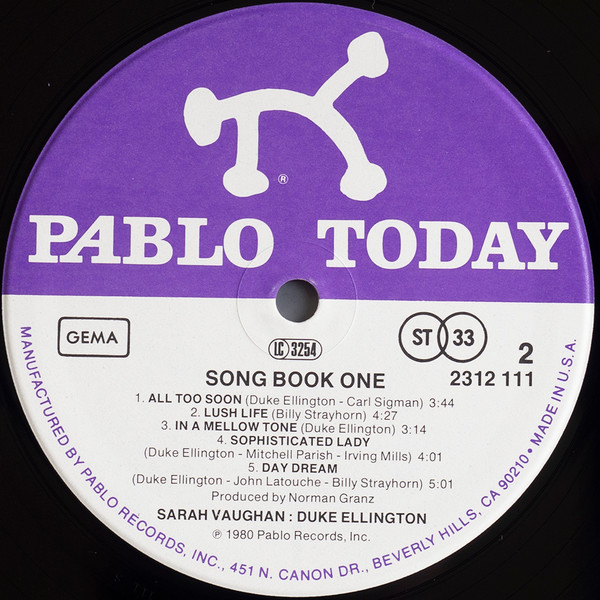 ®
PABLO TODAY
GEMA
LC 3254
ST 33
2
SONG BOOK ONE
2312 111
1. ALL TOO SOON (Duke Ellington - Carl Sigman) 3:44
2. LUSH LIFE (Billy Strayhorn) 4:27
3. IN A MELLOW TONE (Duke Ellington) 3:14
4. SOPHISTICATED LADY
(Duke Ellington - Mitchell Parish - Irving Mills) 4:01
5. DAY DREAM
(Duke Ellington - John Latouche - Billy Strayhorn) 5:01
Produced by Norman Granz
SARAH VAUGHAN : DUKE ELLINGTON
℗ 1980 Pablo Records, Inc.
MANUFACTURED BY PABLO RECORDS, INC., 451 N. CANON DR., BEVERLY HILLS, CA 90210 • MADE IN U.S.A.